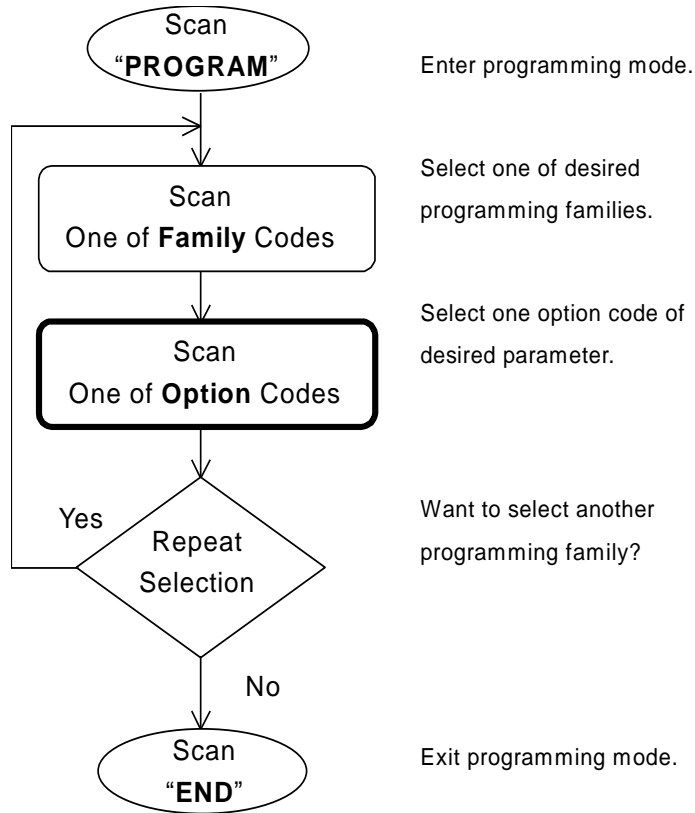 Scan
“PROGRAM”
Enter programming mode.
Scan
One of Family Codes
Select one of desired
programming families.
Scan
One of Option Codes
Select one option code of
desired parameter.
Yes
Repeat
Selection
Want to select another
programming family?
No
Scan
“END”
Exit programming mode.